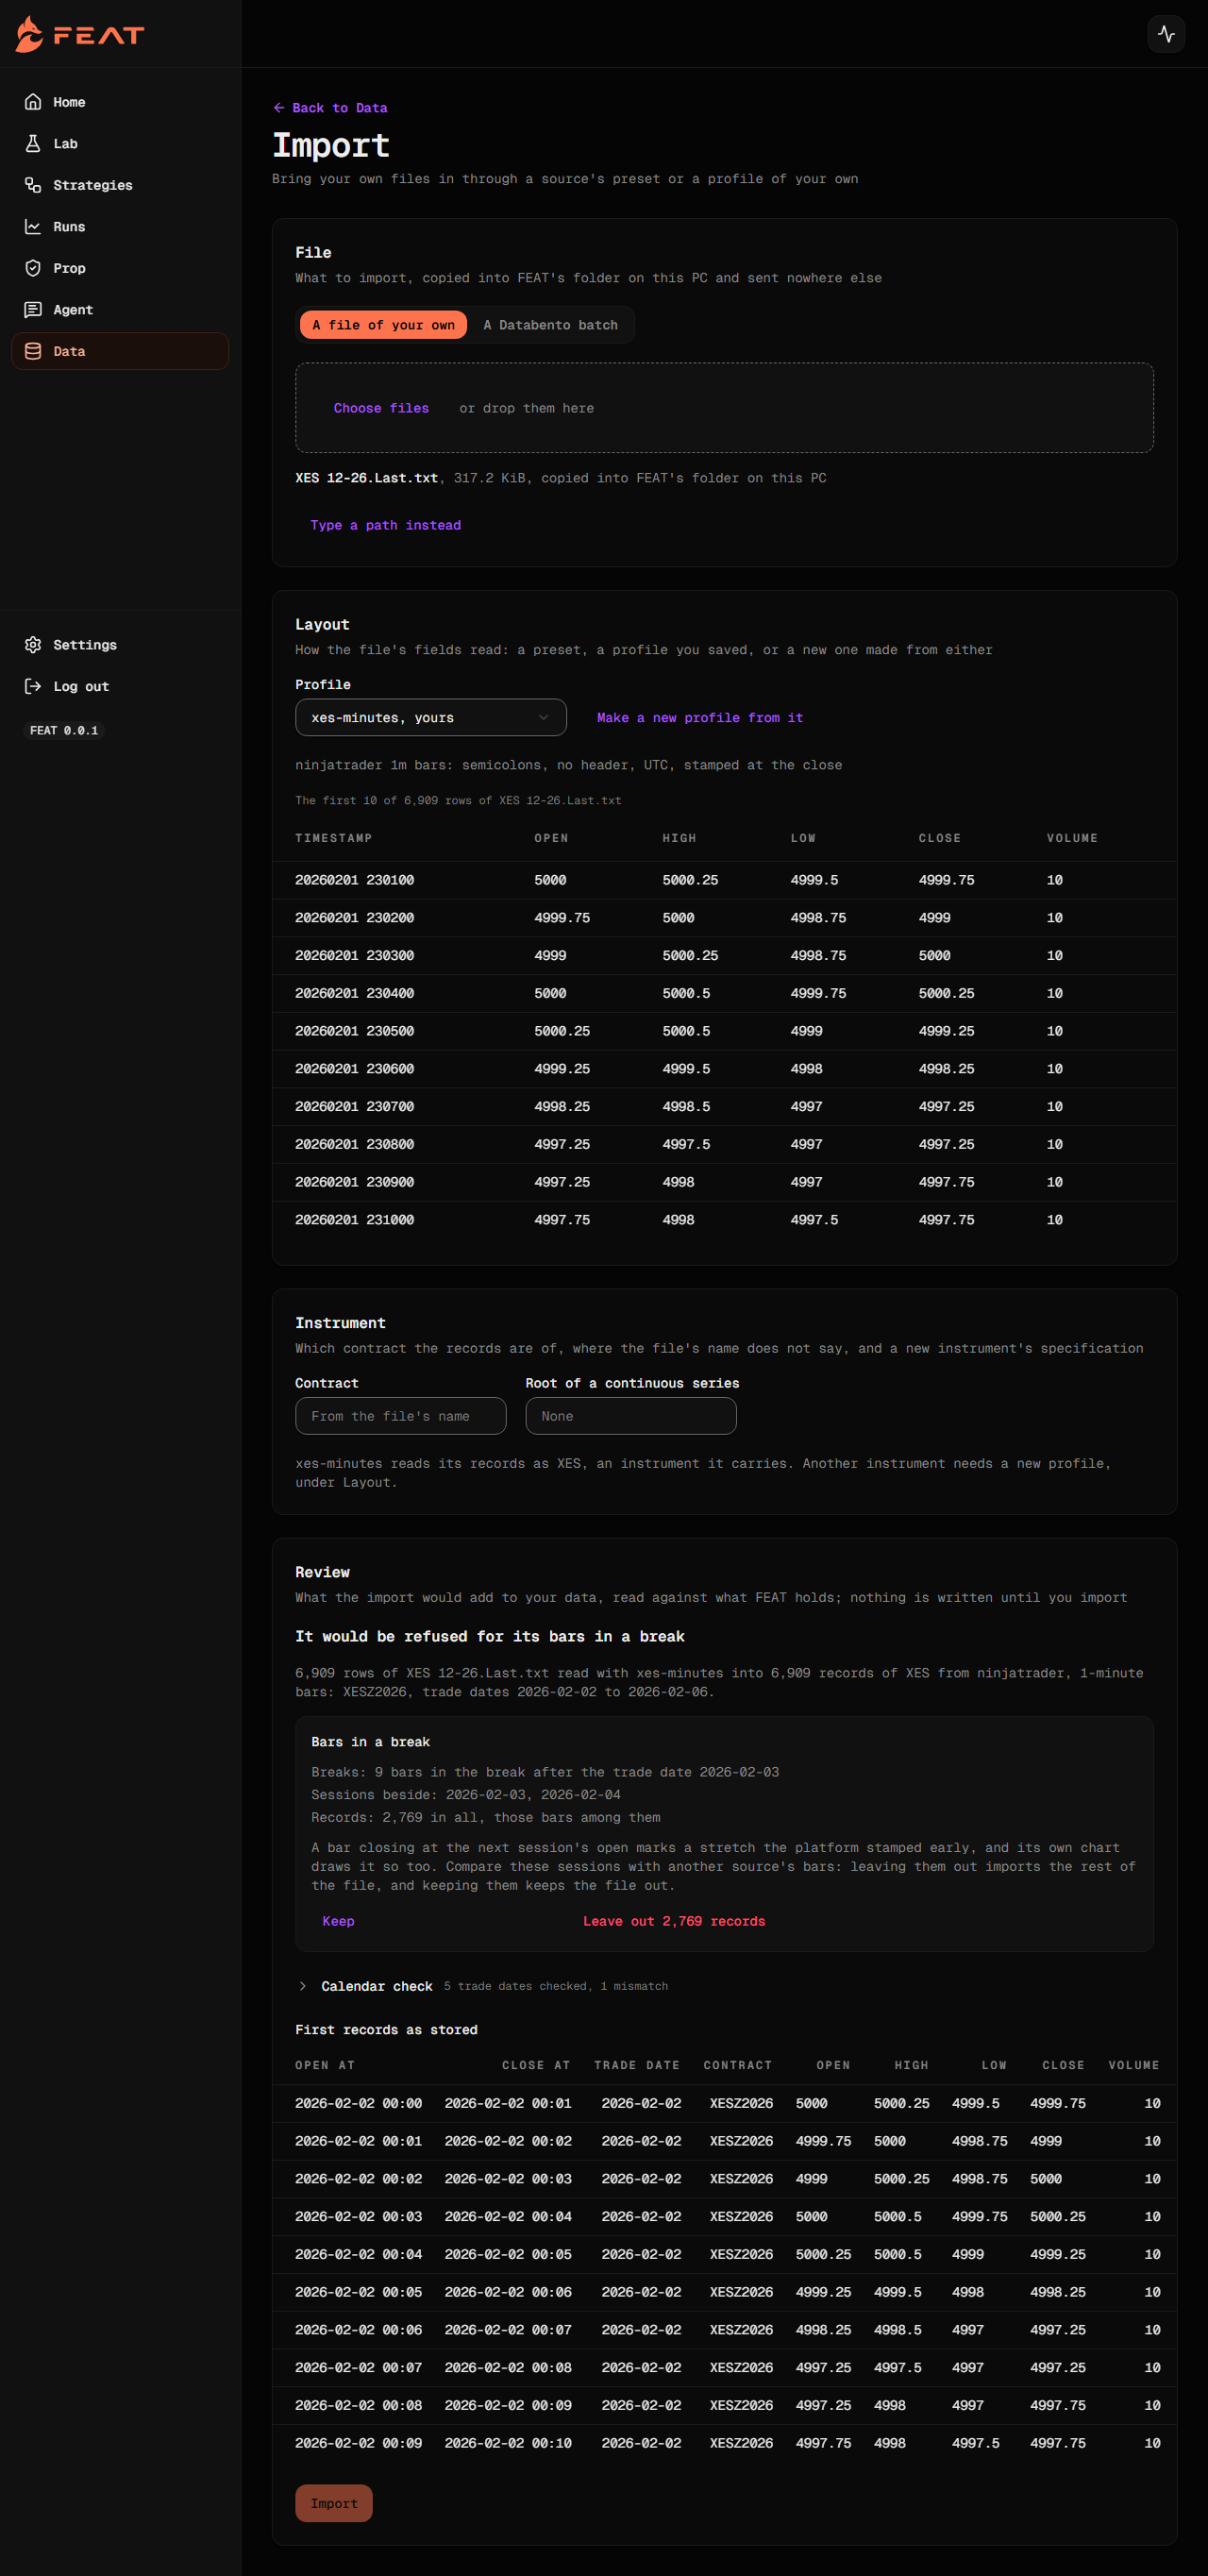 FEAT
Home
Lab
Strategies
Runs
Prop
Agent
Data
Settings
Log out
FEAT 0.0.1
Back to Data
Import
Bring your own files in through a source's preset or a profile of your own
File
What to import, copied into FEAT's folder on this PC and sent nowhere else
A file of your own A Databento batch
Choose files or drop them here
XES 12-26.Last.txt, 317.2 KiB, copied into FEAT's folder on this PC
Type a path instead
Layout
How the file's fields read: a preset, a profile you saved, or a new one made from either
Profile
xes-minutes, yours Make a new profile from it
ninjatrader 1m bars: semicolons, no header, UTC, stamped at the close
The first 10 of 6,909 rows of XES 12-26.Last.txt
TIMESTAMP OPEN HIGH LOW CLOSE VOLUME
20260201 230100 5000 5000.25 4999.5 4999.75 10
20260201 230200 4999.75 5000 4998.75 4999 10
20260201 230300 4999 5000.25 4998.75 5000 10
20260201 230400 5000 5000.5 4999.75 5000.25 10
20260201 230500 5000.25 5000.5 4999 4999.25 10
20260201 230600 4999.25 4999.5 4998 4998.25 10
20260201 230700 4998.25 4998.5 4997 4997.25 10
20260201 230800 4997.25 4997.5 4997 4997.25 10
20260201 230900 4997.25 4998 4997 4997.75 10
20260201 231000 4997.75 4998 4997.5 4997.75 10
Instrument
Which contract the records are of, where the file's name does not say, and a new instrument's specification
Contract Root of a continuous series
From the file's name None
xes-minutes reads its records as XES, an instrument it carries. Another instrument needs a new profile,
under Layout.
Review
What the import would add to your data, read against what FEAT holds; nothing is written until you import
It would be refused for its bars in a break
6,909 rows of XES 12-26.Last.txt read with xes-minutes into 6,909 records of XES from ninjatrader, 1-minute
bars: XESZ2026, trade dates 2026-02-02 to 2026-02-06.
Bars in a break
Breaks: 9 bars in the break after the trade date 2026-02-03
Sessions beside: 2026-02-03, 2026-02-04
Records: 2,769 in all, those bars among them
A bar closing at the next session's open marks a stretch the platform stamped early, and its own chart
draws it so too. Compare these sessions with another source's bars: leaving them out imports the rest of
the file, and keeping them keeps the file out.
Keep Leave out 2,769 records
Calendar check 5 trade dates checked, 1 mismatch
First records as stored
OPEN AT CLOSE AT TRADE DATE CONTRACT OPEN HIGH LOW CLOSE VOLUME
2026-02-02 00:00 2026-02-02 00:01 2026-02-02 XESZ2026 5000 5000.25 4999.5 4999.75 10
2026-02-02 00:01 2026-02-02 00:02 2026-02-02 XESZ2026 4999.75 5000 4998.75 4999 10
2026-02-02 00:02 2026-02-02 00:03 2026-02-02 XESZ2026 4999 5000.25 4998.75 5000 10
2026-02-02 00:03 2026-02-02 00:04 2026-02-02 XESZ2026 5000 5000.5 4999.75 5000.25 10
2026-02-02 00:04 2026-02-02 00:05 2026-02-02 XESZ2026 5000.25 5000.5 4999 4999.25 10
2026-02-02 00:05 2026-02-02 00:06 2026-02-02 XESZ2026 4999.25 4999.5 4998 4998.25 10
2026-02-02 00:06 2026-02-02 00:07 2026-02-02 XESZ2026 4998.25 4998.5 4997 4997.25 10
2026-02-02 00:07 2026-02-02 00:08 2026-02-02 XESZ2026 4997.25 4997.5 4997 4997.25 10
2026-02-02 00:08 2026-02-02 00:09 2026-02-02 XESZ2026 4997.25 4998 4997 4997.75 10
2026-02-02 00:09 2026-02-02 00:10 2026-02-02 XESZ2026 4997.75 4998 4997.5 4997.75 10
Import